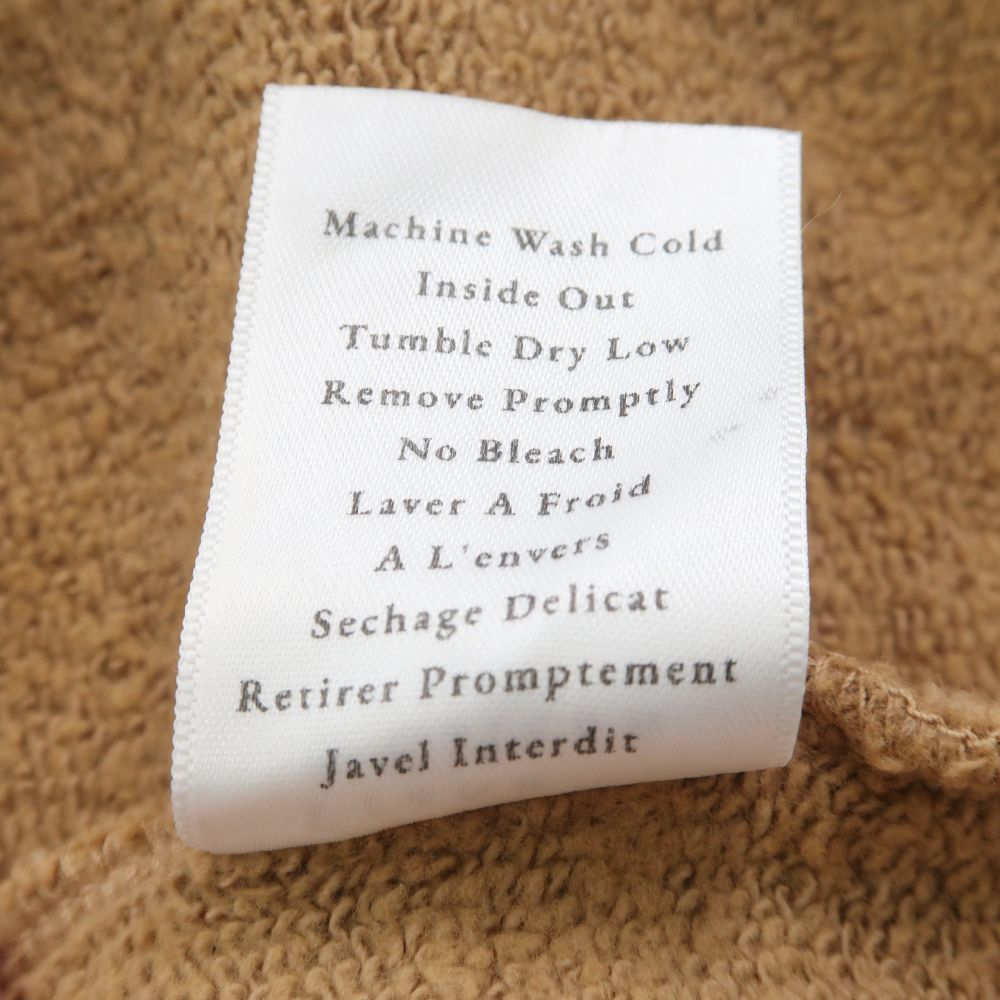 Machine Wash Cold
Inside Out
Tumble Dry Low
Remove Promptly
No Bleach
Laver A Froid
A L'envers
Sechage Delicat
Retirer Promptement
Javel Interdit